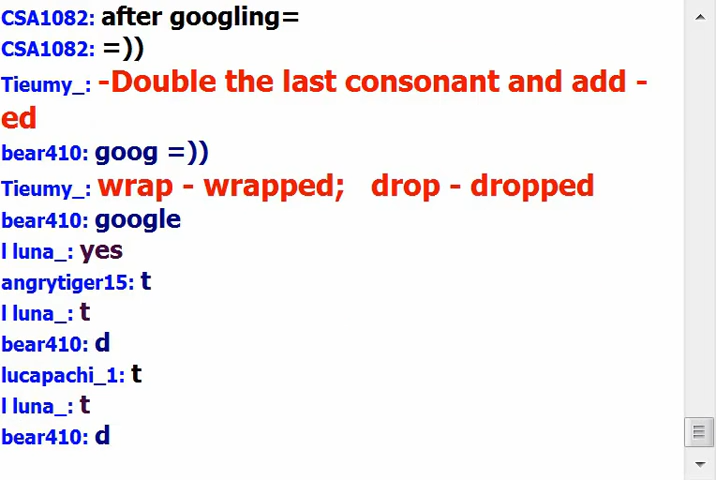 CSA1082: after googling=
CSA1082: =))
Tieumy_: -Double the last consonant and add -
ed
bear410: goog =))
Tieumy_: wrap - wrapped;   drop - dropped
bear410: google
l luna_: yes
angrytiger15: t
l luna_: t
bear410: d
lucapachi_1: t
l luna_: t
bear410: d